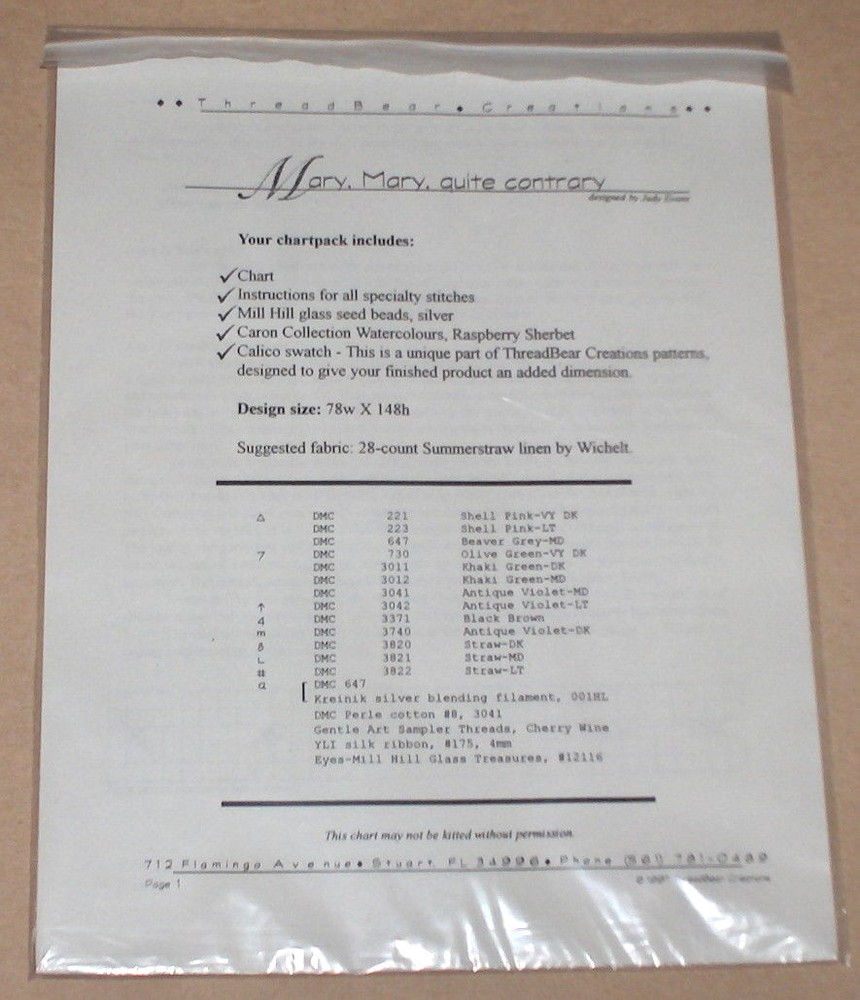 •• ThreadBear • Creations ••
Mary, Mary, quite contrary
designed by Judy Evans
Your chartpack includes:
✓ Chart
✓ Instructions for all specialty stitches
✓ Mill Hill glass seed beads, silver
✓ Caron Collection Watercolours, Raspberry Sherbet
✓ Calico swatch - This is a unique part of ThreadBear Creations patterns,
designed to give your finished product an added dimension.
Design size: 78w X 148h
Suggested fabric: 28-count Summerstraw linen by Wichelt.
△ DMC 221 Shell Pink-VY DK
DMC 223 Shell Pink-LT
DMC 647 Beaver Grey-MD
7 DMC 730 Olive Green-VY DK
DMC 3011 Khaki Green-DK
DMC 3012 Khaki Green-MD
DMC 3041 Antique Violet-MD
↑ DMC 3042 Antique Violet-LT
4 DMC 3371 Black Brown
m DMC 3740 Antique Violet-DK
8 DMC 3820 Straw-DK
L DMC 3821 Straw-MD
# DMC 3822 Straw-LT
a [ DMC 647
Kreinik silver blending filament, 001HL
DMC Perle cotton #8, 3041
Gentle Art Sampler Threads, Cherry Wine
YLI silk ribbon, #175, 4mm
Eyes-Mill Hill Glass Treasures, #12116
This chart may not be kitted without permission.
712 Flamingo Avenue • Stuart, FL 34996 • Phone (561) 781-0489
Page 1
ThreadBear Creations